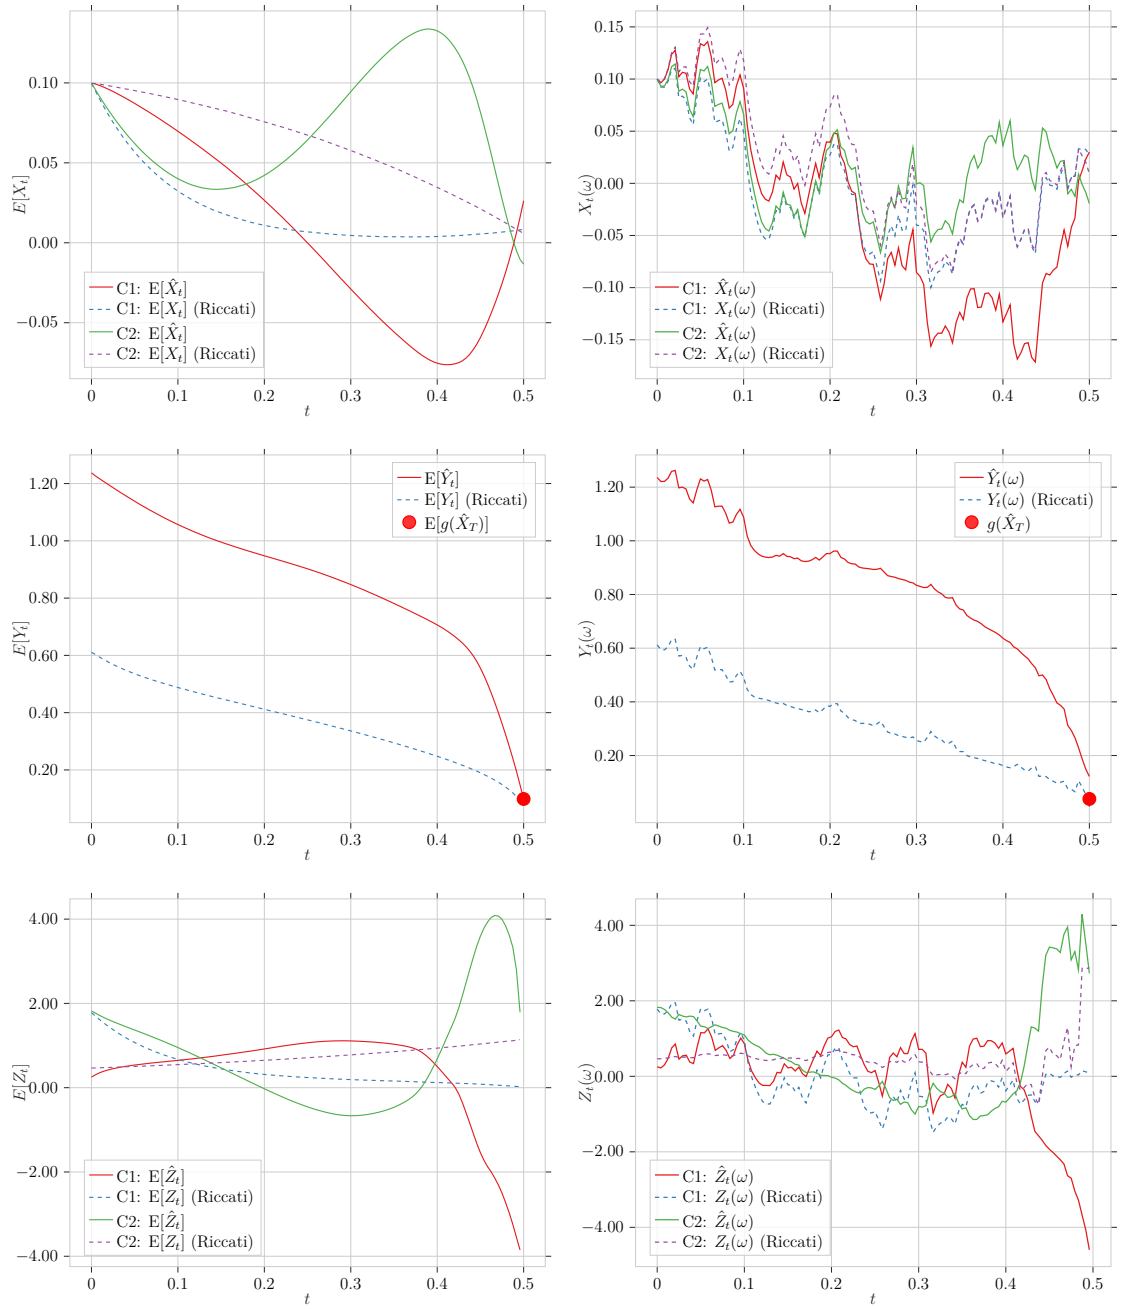 0.10
0.05
0.00
−0.05
E[X_t]
C1: E[X̂_t]
C1: E[X_t] (Riccati)
C2: E[X̂_t]
C2: E[X_t] (Riccati)
0 0.1 0.2 0.3 0.4 0.5
t
0.15
0.10
0.05
0.00
−0.05
−0.10
−0.15
X_t(ω)
C1: X̂_t(ω)
C1: X_t(ω) (Riccati)
C2: X̂_t(ω)
C2: X_t(ω) (Riccati)
0 0.1 0.2 0.3 0.4 0.5
t
1.20
1.00
0.80
0.60
0.40
0.20
E[Y_t]
E[Ŷ_t]
E[Y_t] (Riccati)
E[g(X̂_T)]
0 0.1 0.2 0.3 0.4 0.5
t
1.20
1.00
0.80
0.60
0.40
0.20
Y_t(ω)
Ŷ_t(ω)
Y_t(ω) (Riccati)
g(X̂_T)
0 0.1 0.2 0.3 0.4 0.5
t
4.00
2.00
0.00
−2.00
−4.00
E[Z_t]
C1: E[Ẑ_t]
C1: E[Z_t] (Riccati)
C2: E[Ẑ_t]
C2: E[Z_t] (Riccati)
0 0.1 0.2 0.3 0.4 0.5
t
4.00
2.00
0.00
−2.00
−4.00
Z_t(ω)
C1: Ẑ_t(ω)
C1: Z_t(ω) (Riccati)
C2: Ẑ_t(ω)
C2: Z_t(ω) (Riccati)
0 0.1 0.2 0.3 0.4 0.5
t